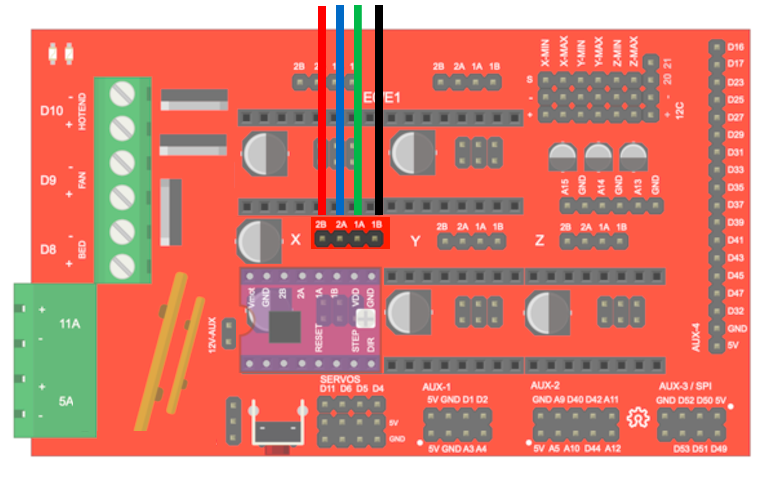 2B 2A 1A 1B
2B 2A 1A 1B
X-MIN X-MAX Y-MIN Y-MAX Z-MIN Z-MAX
D10 - + HOTEND
D9 - + FAN
D8 - + BED
S
-
+
20 21
12C
A15 GND A14 GND A13 GND
X 2B 2A 1A 1B
Y 2B 2A 1A 1B
Z 2B 2A 1A 1B
Vmot GND 2B 2A 1A 1B VDD GND
RESET STEP DIR
+ 11A -
+ 5A -
12V-AUX
SERVOS
D11 D6 D5 D4
5V
GND
AUX-1
5V GND D1 D2
5V GND A3 A4
AUX-2
GND A9 D40 D42 A11
5V A5 A10 D44 A12
AUX-3 / SPI
GND D52 D50 5V
D53 D51 D49
AUX-4
D16
D17
D23
D25
D27
D29
D31
D33
D35
D37
D39
D41
D43
D45
D47
D32
GND
5V